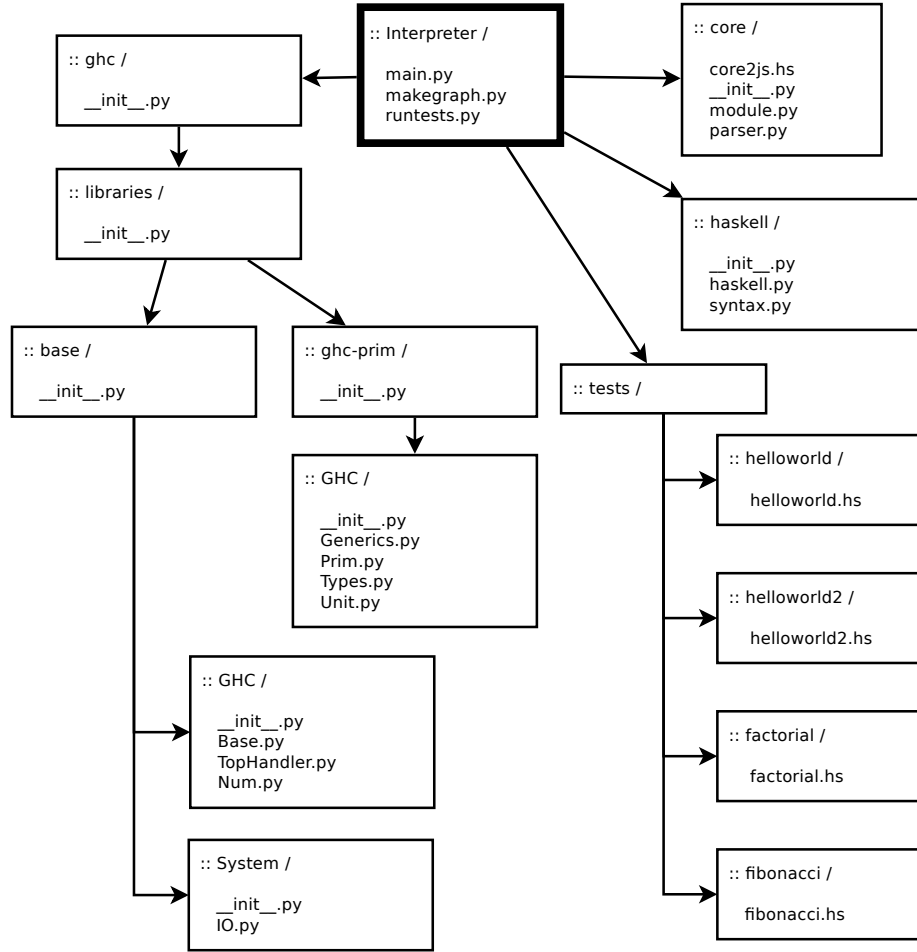 :: Interpreter /
main.py
makegraph.py
runtests.py
:: core /
core2js.hs
__init__.py
module.py
parser.py
:: ghc /
__init__.py
:: libraries /
__init__.py
:: haskell /
__init__.py
haskell.py
syntax.py
:: base /
__init__.py
:: ghc-prim /
__init__.py
:: tests /
:: GHC /
__init__.py
Generics.py
Prim.py
Types.py
Unit.py
:: helloworld /
helloworld.hs
:: helloworld2 /
helloworld2.hs
:: GHC /
__init__.py
Base.py
TopHandler.py
Num.py
:: factorial /
factorial.hs
:: System /
__init__.py
IO.py
:: fibonacci /
fibonacci.hs